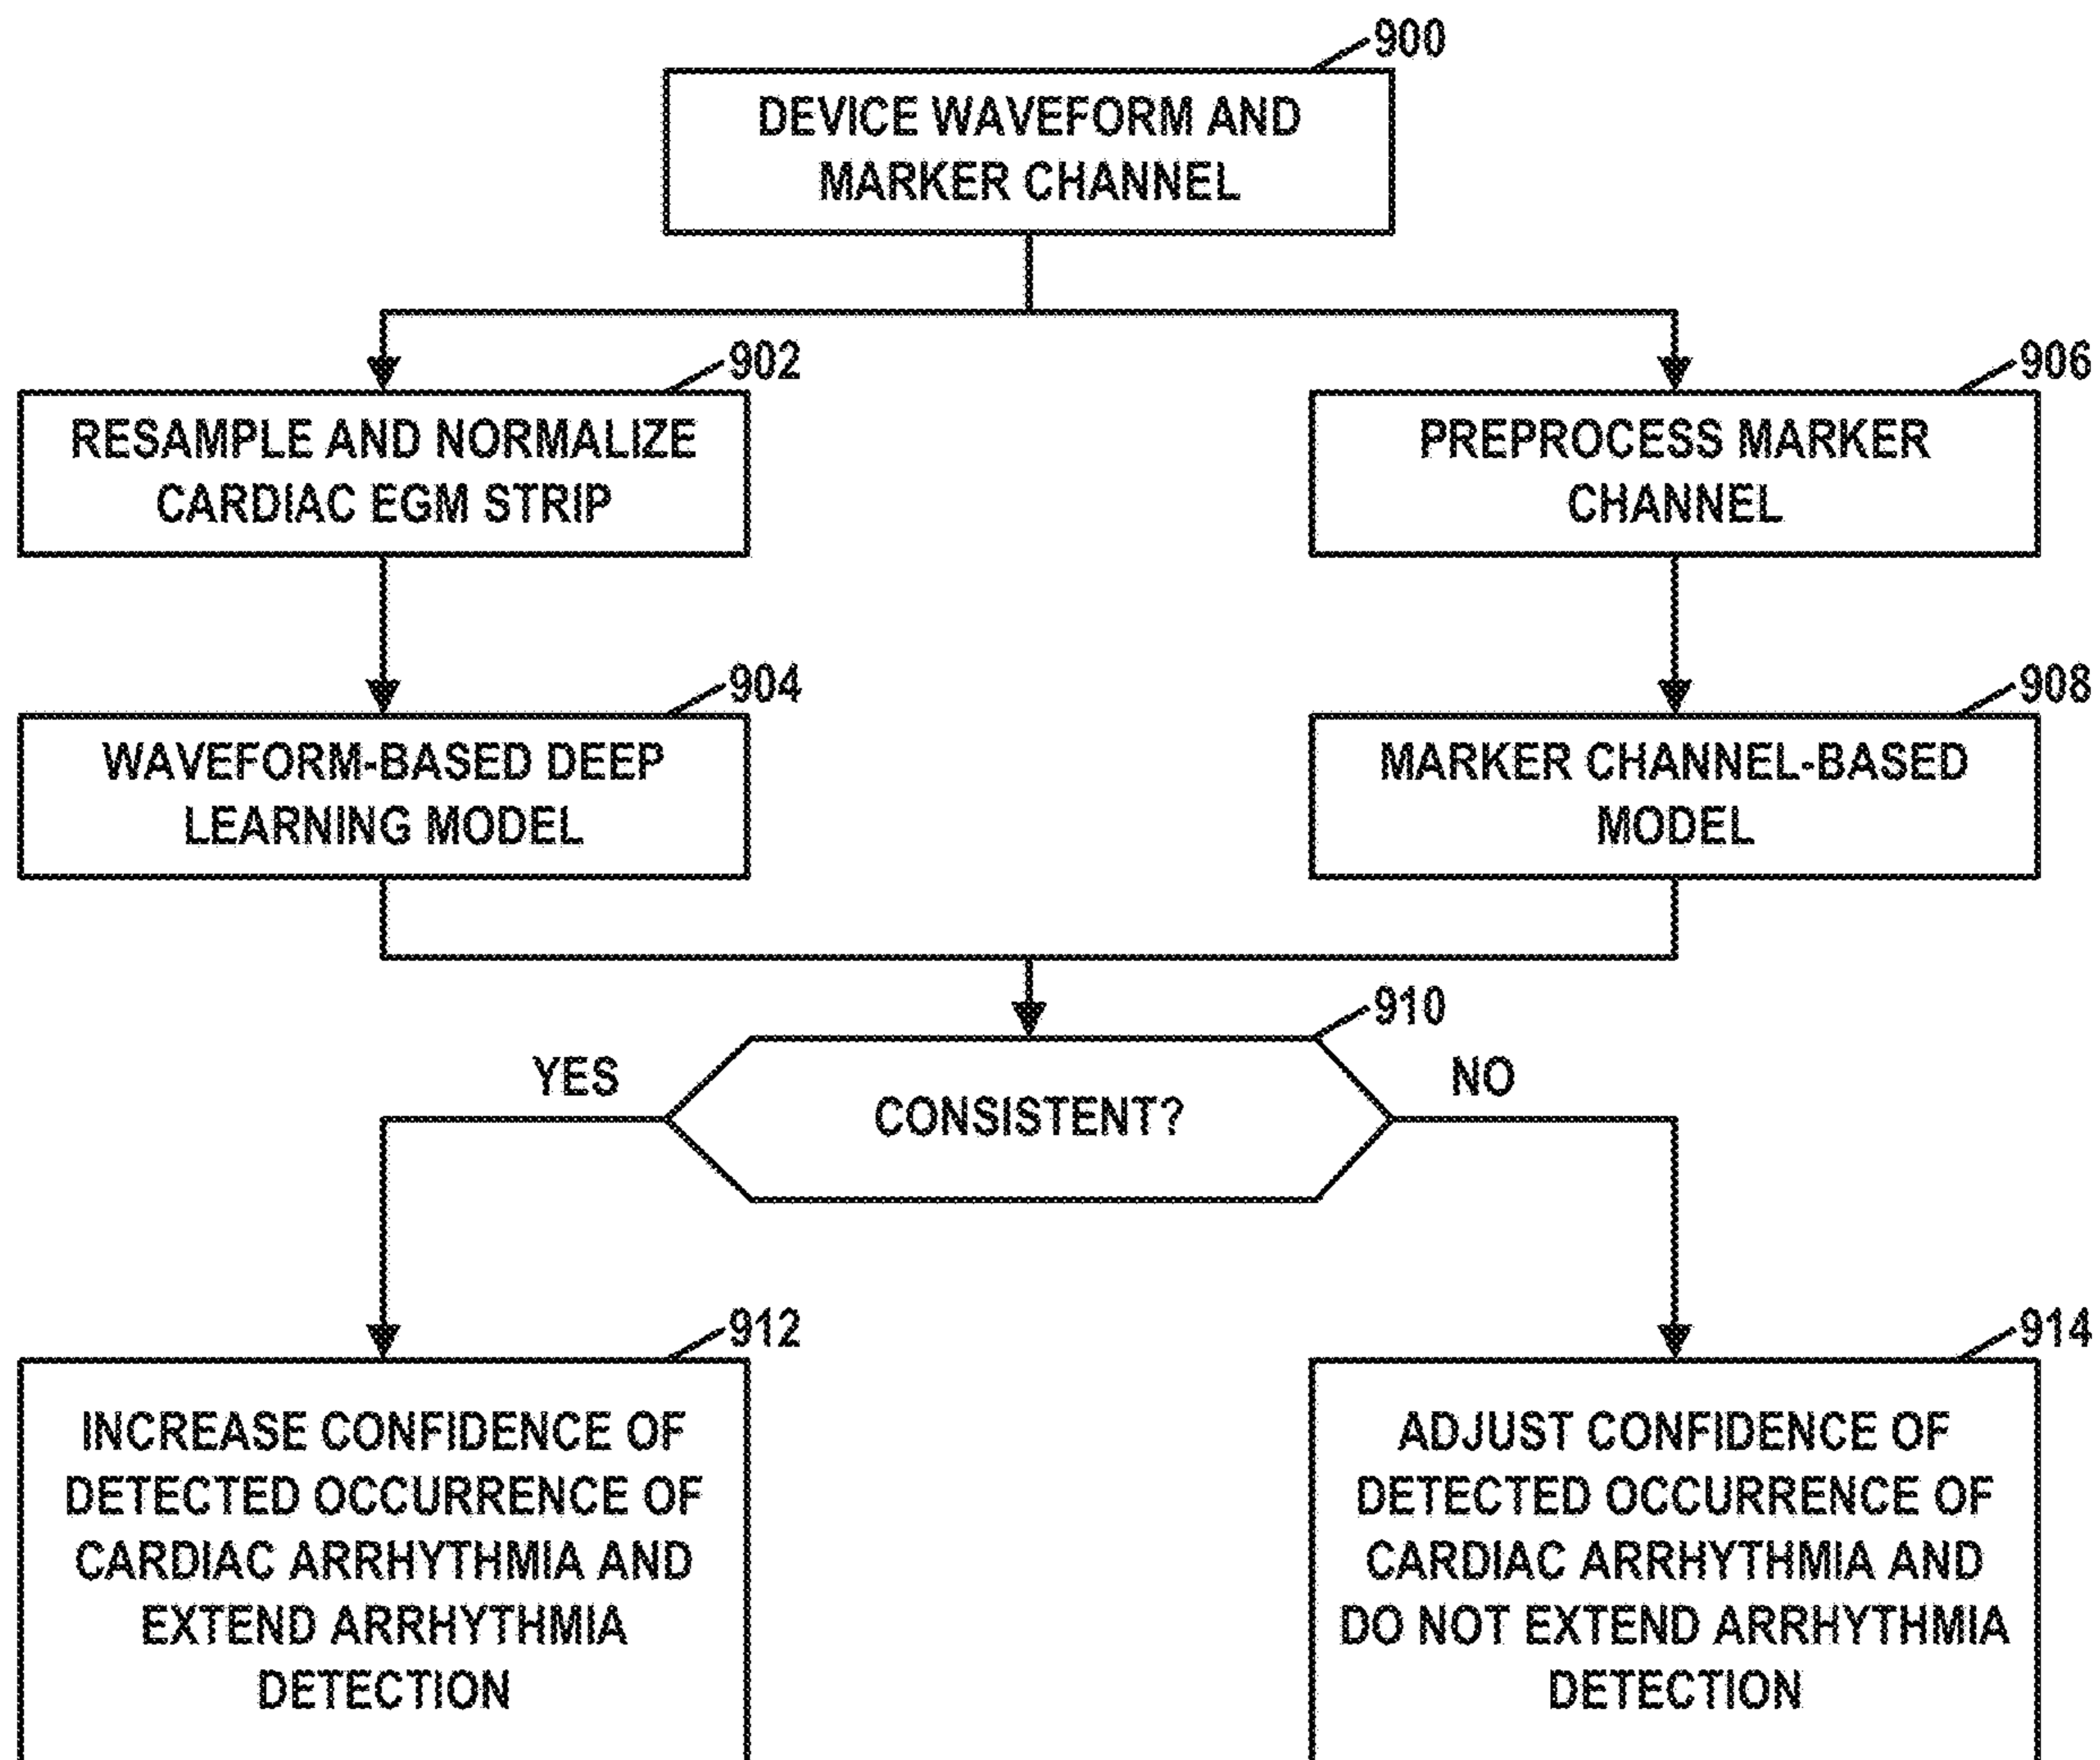 900
DEVICE WAVEFORM AND
MARKER CHANNEL
902
RESAMPLE AND NORMALIZE
CARDIAC EGM STRIP
906
PREPROCESS MARKER
CHANNEL
904
WAVEFORM-BASED DEEP
LEARNING MODEL
908
MARKER CHANNEL-BASED
MODEL
910
YES
CONSISTENT?
NO
912
INCREASE CONFIDENCE OF
DETECTED OCCURRENCE OF
CARDIAC ARRHYTHMIA AND
EXTEND ARRHYTHMIA
DETECTION
914
ADJUST CONFIDENCE OF
DETECTED OCCURRENCE OF
CARDIAC ARRHYTHMIA AND
DO NOT EXTEND ARRHYTHMIA
DETECTION